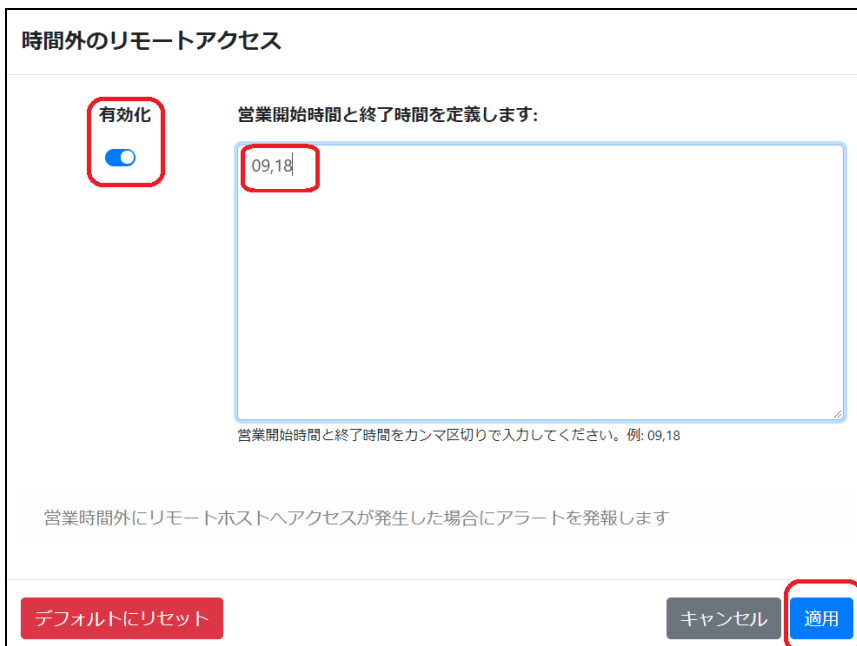 時間外のリモートアクセス
有効化
営業開始時間と終了時間を定義します:
09,18
営業開始時間と終了時間をカンマ区切りで入力してください。例: 09,18
営業時間外にリモートホストへアクセスが発生した場合にアラートを発報します
デフォルトにリセット
キャンセル
適用